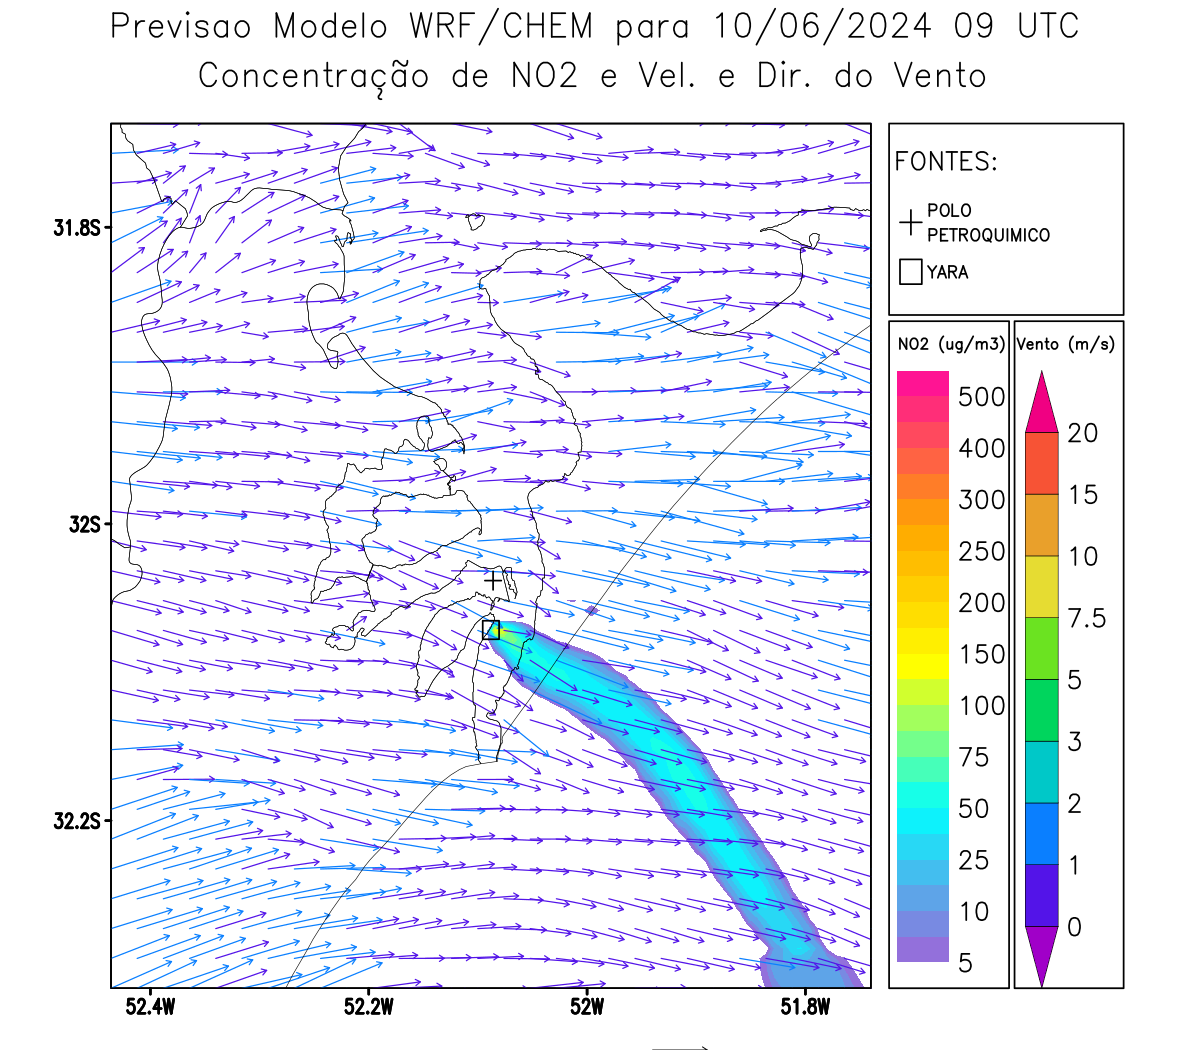 Previsao Modelo WRF/CHEM para 10/06/2024 09 UTC
Concentração de NO2 e Vel. e Dir. do Vento
FONTES:
POLO
PETROQUIMICO
YARA
31.8S
32S
32.2S
52.4W
52.2W
52W
51.8W
NO2 (ug/m3)
500
400
300
250
200
150
100
75
50
25
10
5
Vento (m/s)
20
15
10
7.5
5
3
2
1
0